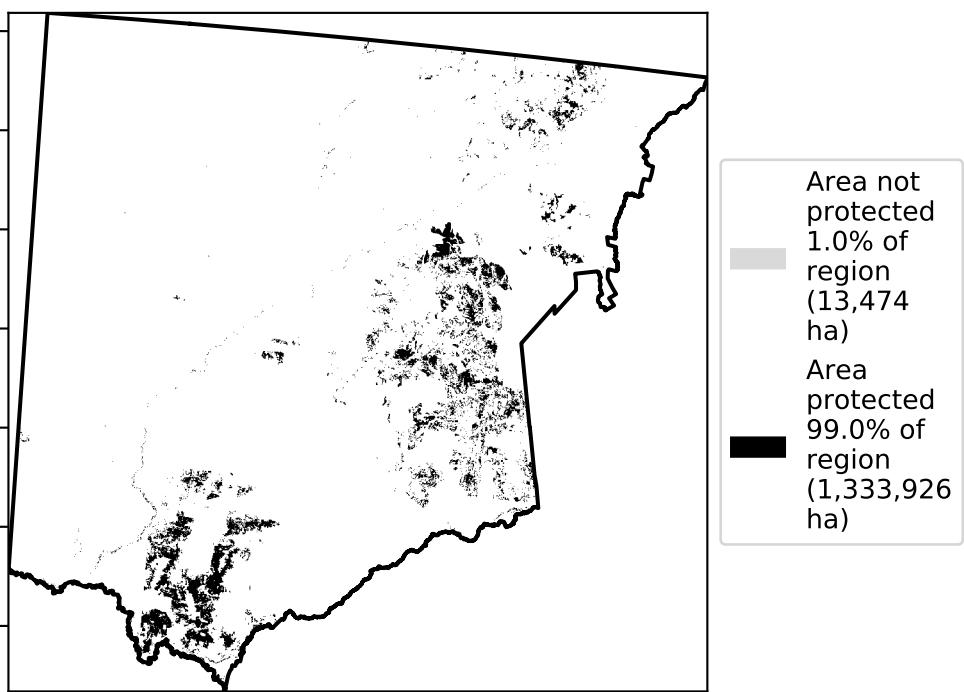 Area not
protected
1.0% of
region
(13,474
ha)
Area
protected
99.0% of
region
(1,333,926
ha)